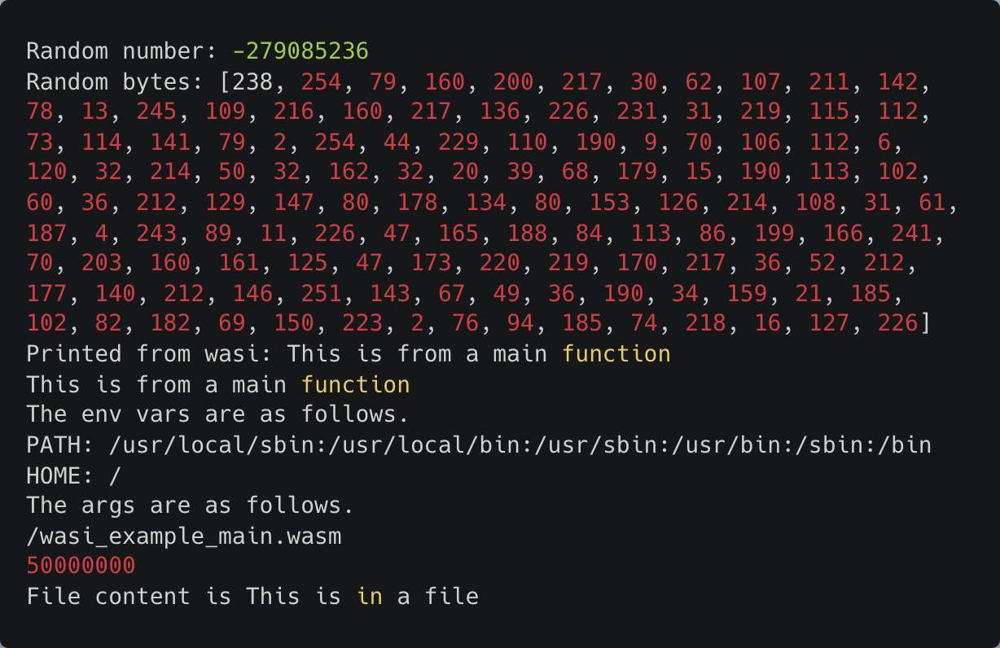 Random number: -279085236
Random bytes: [238, 254, 79, 160, 200, 217, 30, 62, 107, 211, 142,
78, 13, 245, 109, 216, 160, 217, 136, 226, 231, 31, 219, 115, 112,
73, 114, 141, 79, 2, 254, 44, 229, 110, 190, 9, 70, 106, 112, 6,
120, 32, 214, 50, 32, 162, 32, 20, 39, 68, 179, 15, 190, 113, 102,
60, 36, 212, 129, 147, 80, 178, 134, 80, 153, 126, 214, 108, 31, 61,
187, 4, 243, 89, 11, 226, 47, 165, 188, 84, 113, 86, 199, 166, 241,
70, 203, 160, 161, 125, 47, 173, 220, 219, 170, 217, 36, 52, 212,
177, 140, 212, 146, 251, 143, 67, 49, 36, 190, 34, 159, 21, 185,
102, 82, 182, 69, 150, 223, 2, 76, 94, 185, 74, 218, 16, 127, 226]
Printed from wasi: This is from a main function
This is from a main function
The env vars are as follows.
PATH: /usr/local/sbin:/usr/local/bin:/usr/sbin:/usr/bin:/sbin:/bin
HOME: /
The args are as follows.
/wasi_example_main.wasm
50000000
File content is This is in a file